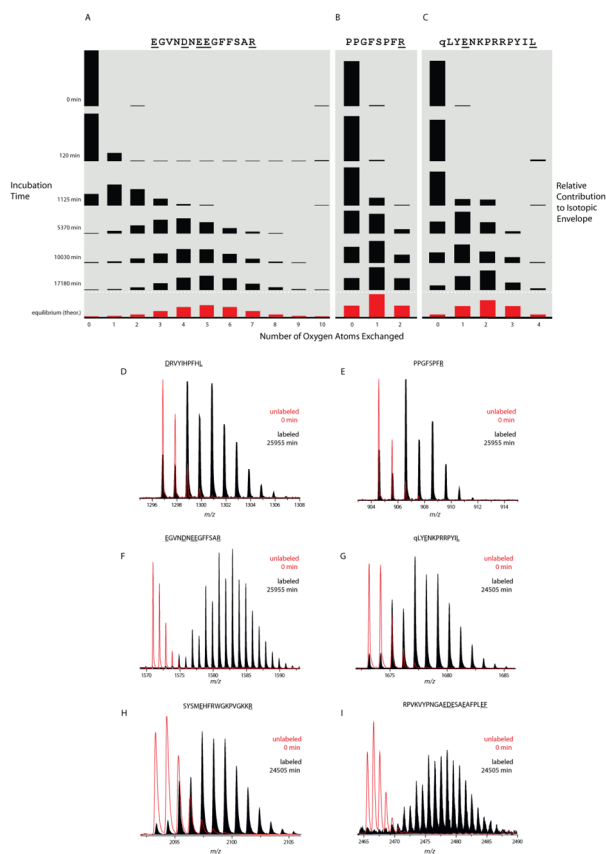 A B C
EGVNDNEEGFFSAR PPGFSPFR qLYENKPRRPYIL
0 min
120 min
Incubation
Time
1125 min
Relative
Contribution
to Isotopic
Envelope
5370 min
10030 min
17180 min
equilibrium (theor.)
0 1 2 3 4 5 6 7 8 9 10 0 1 2 0 1 2 3 4
Number of Oxygen Atoms Exchanged
D DRVYIHPFHL E PPGFSPFR
unlabeled
0 min
labeled
25955 min
unlabeled
0 min
labeled
25955 min
1296 1298 1300 1302 1304 1306 1308
m/z
904 906 908 910 912 914
m/z
F EGVNDNEEGFFSAR G qLYENKPRRPYIL
unlabeled
0 min
labeled
25955 min
unlabeled
0 min
labeled
24505 min
1570 1580 1590
m/z
1675 1680 1685
m/z
H SYSMEHFRWGKPVGKKR I RPVKVYPNGAEDESAEAFPLEF
unlabeled
0 min
labeled
24505 min
unlabeled
0 min
labeled
24505 min
2095 2100 2105
m/z
2465 2470 2475 2480 2485 2490
m/z